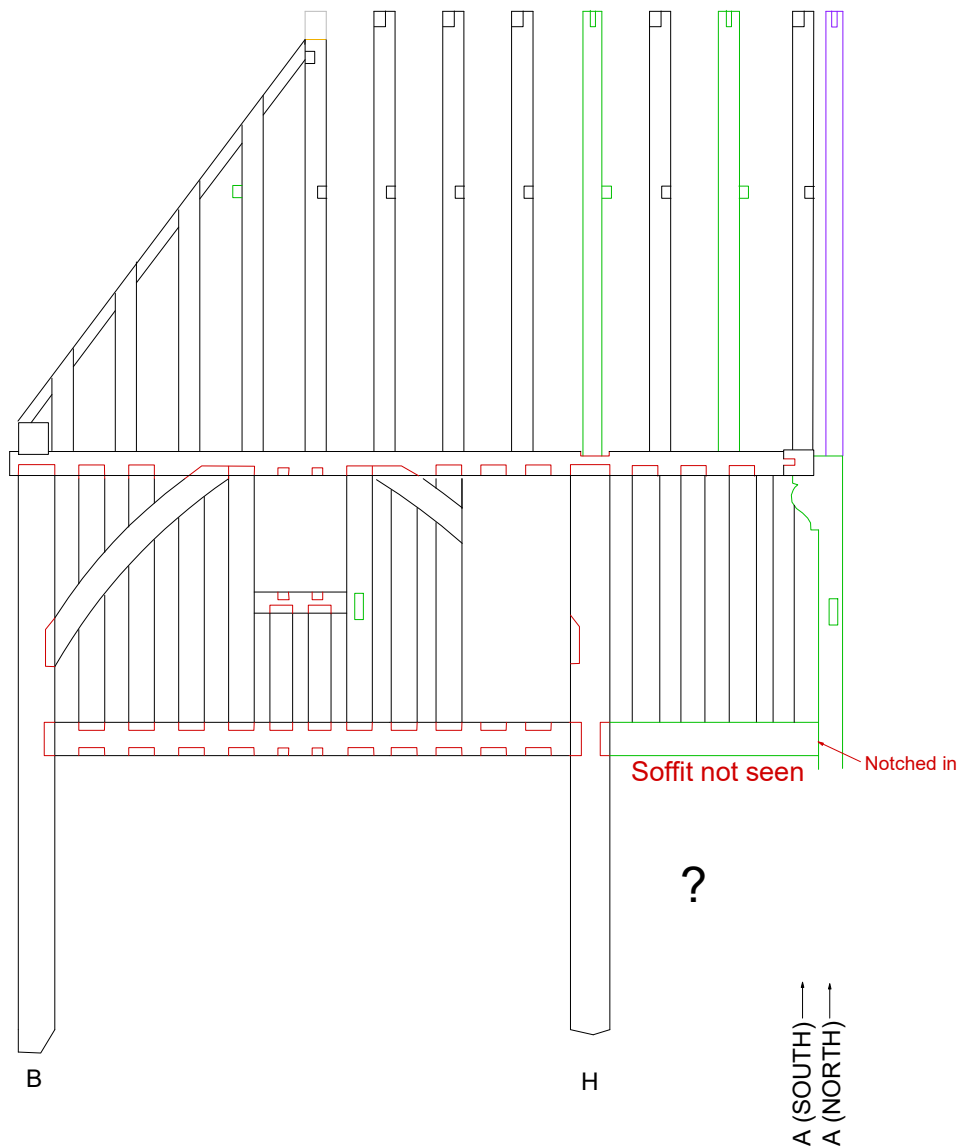 Soffit not seen
Notched in
?
B
H
A (SOUTH)
A (NORTH)